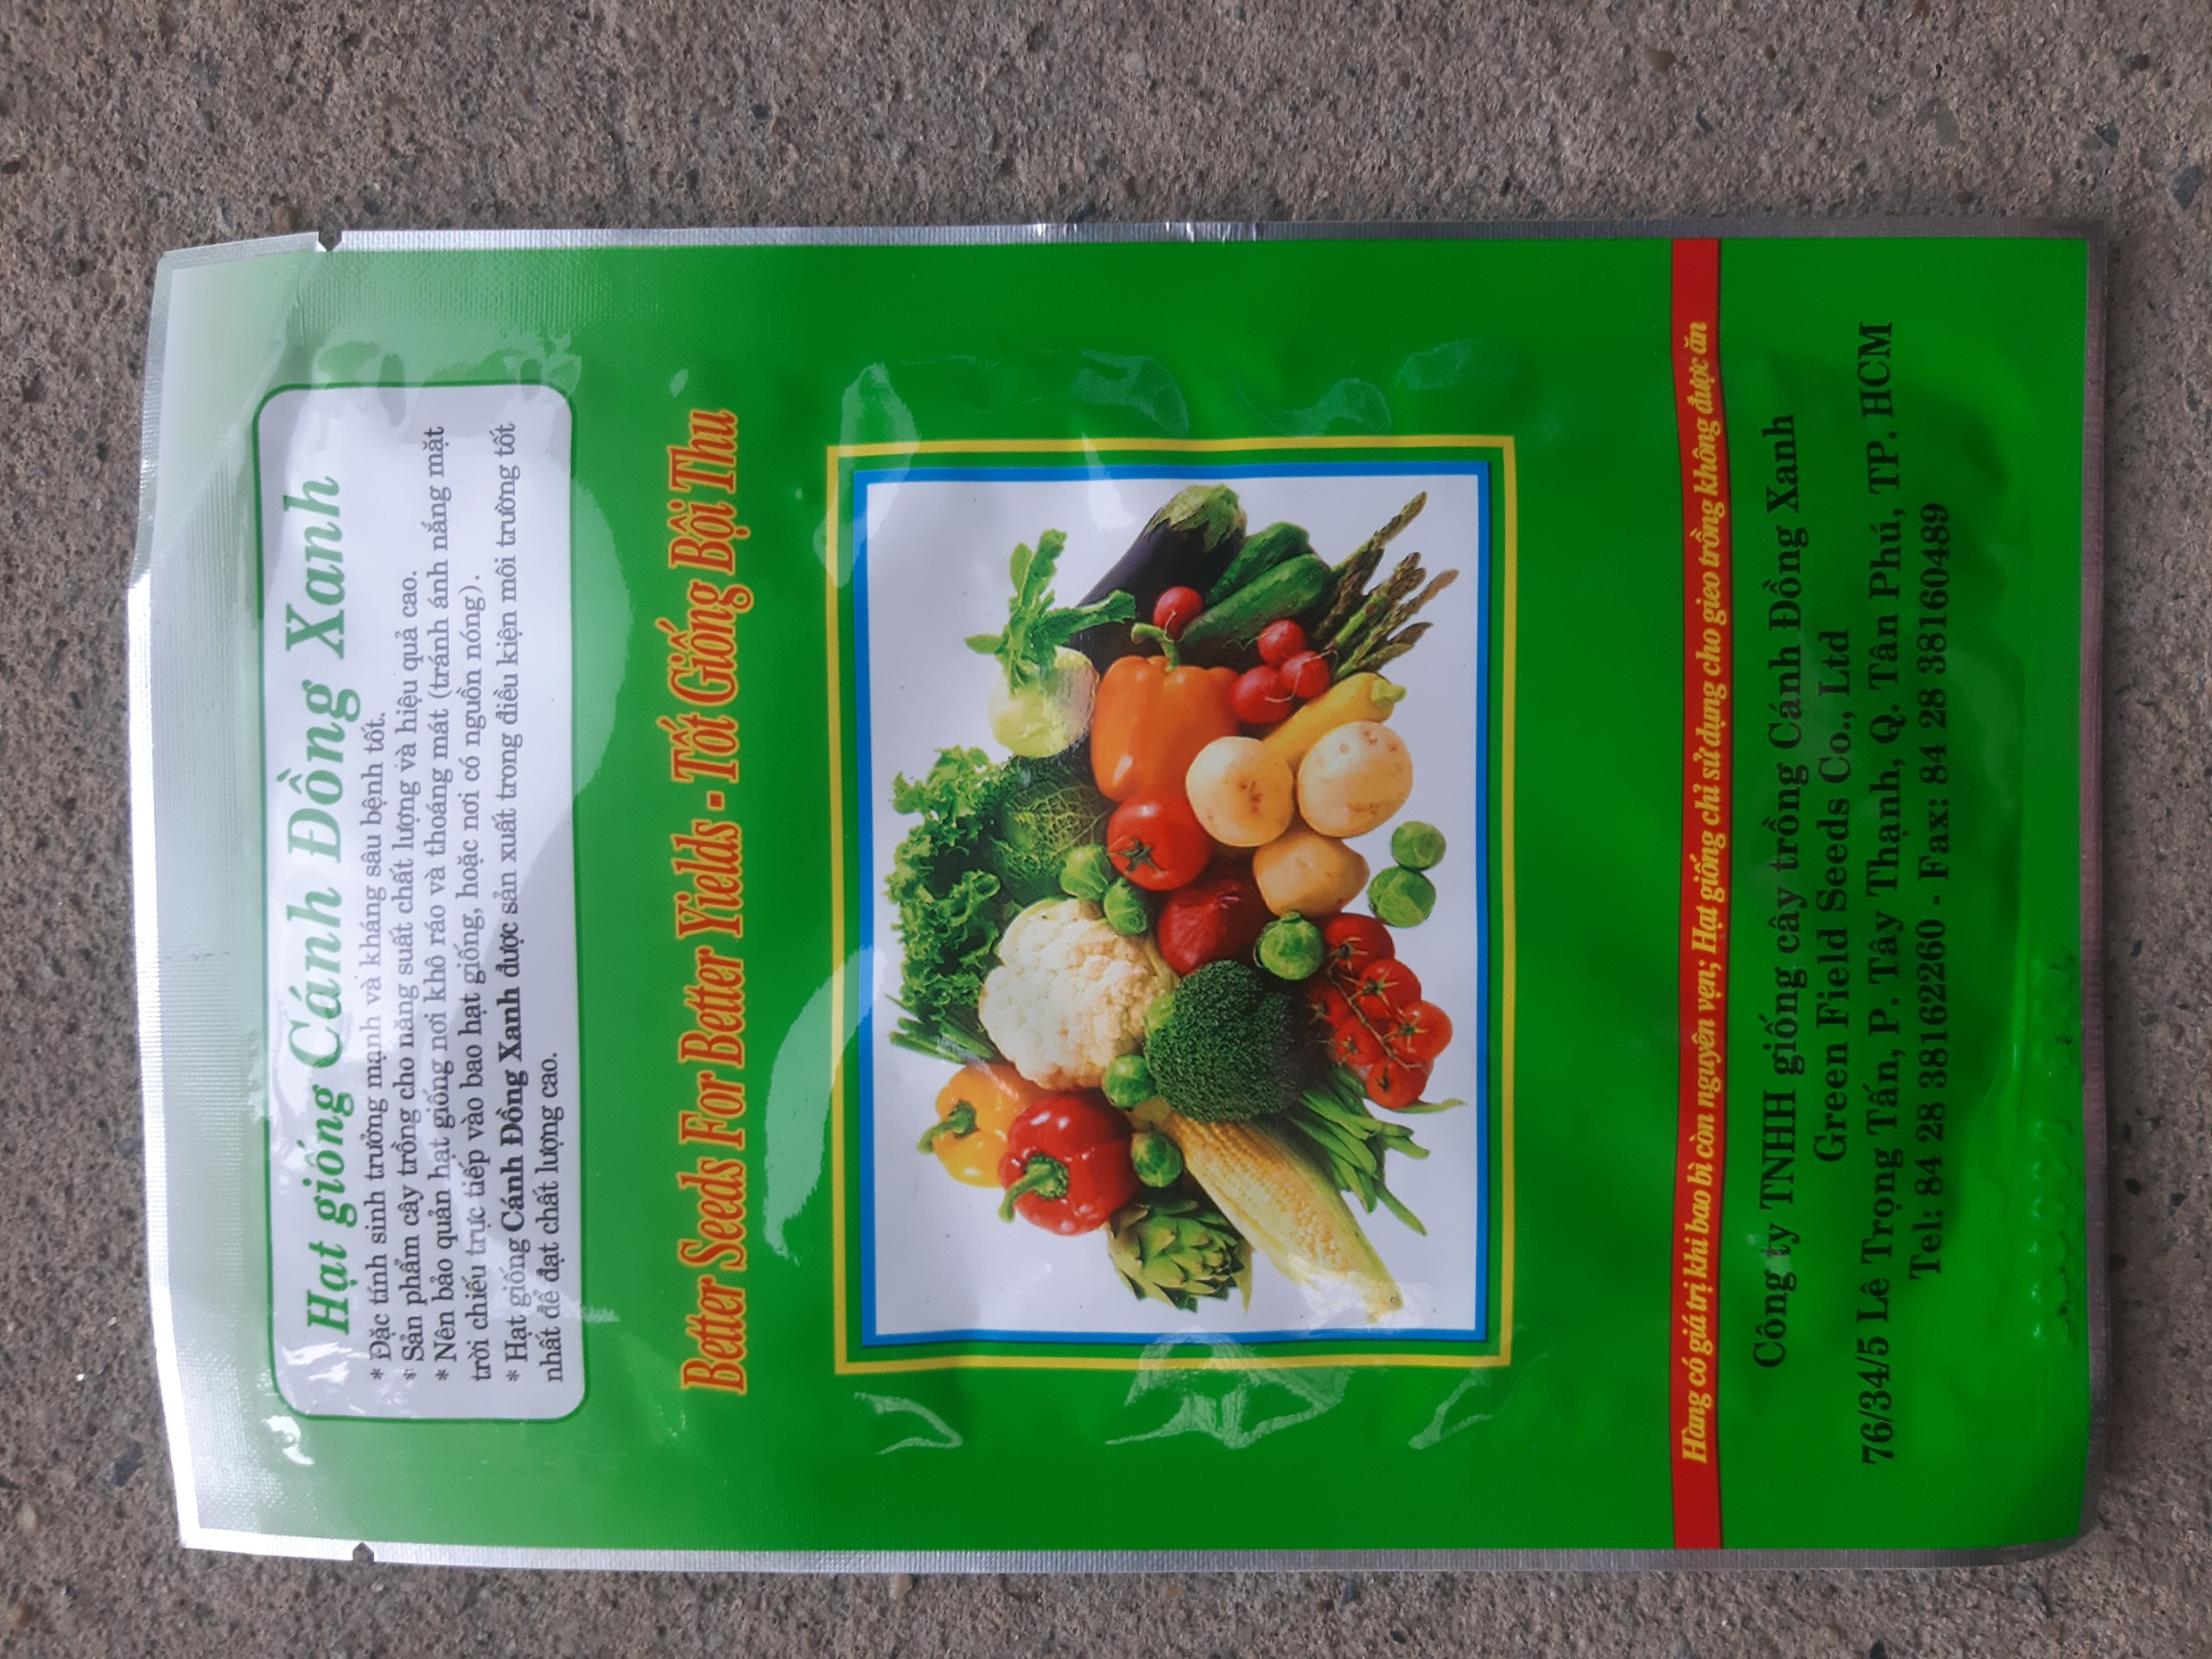 Hạt giống Cánh Đồng Xanh
* Đặc tính sinh trưởng mạnh và kháng sâu bệnh tốt.
* Sản phẩm cây trồng cho năng suất chất lượng và hiệu quả cao.
* Nên bảo quản hạt giống nơi khô ráo và thoáng mát (tránh ánh nắng mặt
trời chiếu trực tiếp vào bao hạt giống, hoặc nơi có nguồn nóng).
* Hạt giống Cánh Đồng Xanh được sản xuất trong điều kiện môi trường tốt
nhất để đạt chất lượng cao.
Better Seeds For Better Yields - Tốt Giống Bội Thu
Hàng có giá trị khi bao bì còn nguyên vẹn; Hạt giống chỉ sử dụng cho gieo trồng không được ăn
Công ty TNHH giống cây trồng Cánh Đồng Xanh
Green Field Seeds Co., Ltd
76/34/5 Lê Trọng Tấn, P. Tây Thạnh, Q. Tân Phú, TP. HCM
Tel: 84 28 38162260 - Fax: 84 28 38160489